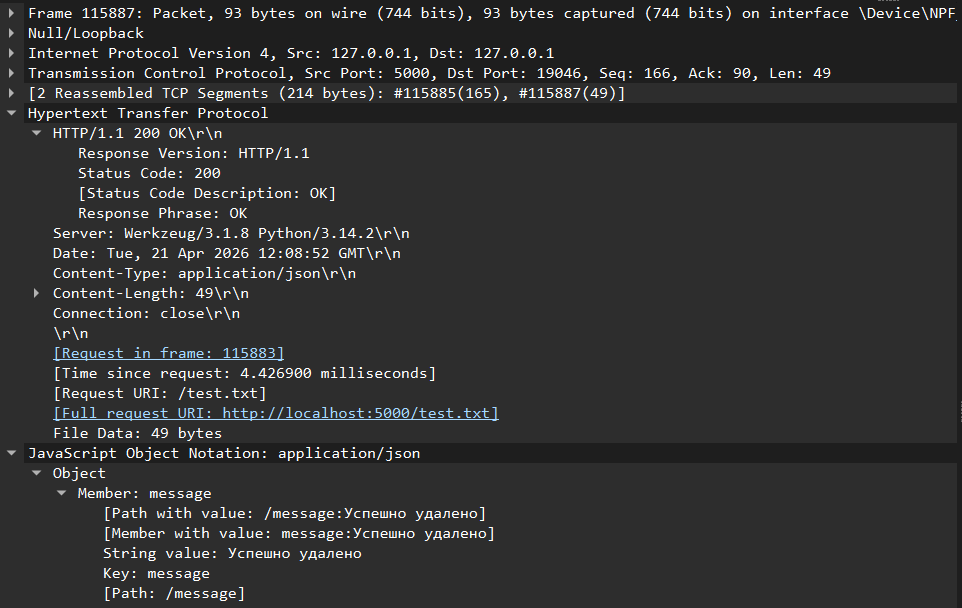 Frame 115887: Packet, 93 bytes on wire (744 bits), 93 bytes captured (744 bits) on interface \Device\NPF_
Null/Loopback
Internet Protocol Version 4, Src: 127.0.0.1, Dst: 127.0.0.1
Transmission Control Protocol, Src Port: 5000, Dst Port: 19046, Seq: 166, Ack: 90, Len: 49
[2 Reassembled TCP Segments (214 bytes): #115885(165), #115887(49)]
Hypertext Transfer Protocol
HTTP/1.1 200 OK\r\n
Response Version: HTTP/1.1
Status Code: 200
[Status Code Description: OK]
Response Phrase: OK
Server: Werkzeug/3.1.8 Python/3.14.2\r\n
Date: Tue, 21 Apr 2026 12:08:52 GMT\r\n
Content-Type: application/json\r\n
Content-Length: 49\r\n
Connection: close\r\n
\r\n
[Request in frame: 115883]
[Time since request: 4.426900 milliseconds]
[Request URI: /test.txt]
[Full request URI: http://localhost:5000/test.txt]
File Data: 49 bytes
JavaScript Object Notation: application/json
Object
Member: message
[Path with value: /message:Успешно удалено]
[Member with value: message:Успешно удалено]
String value: Успешно удалено
Key: message
[Path: /message]